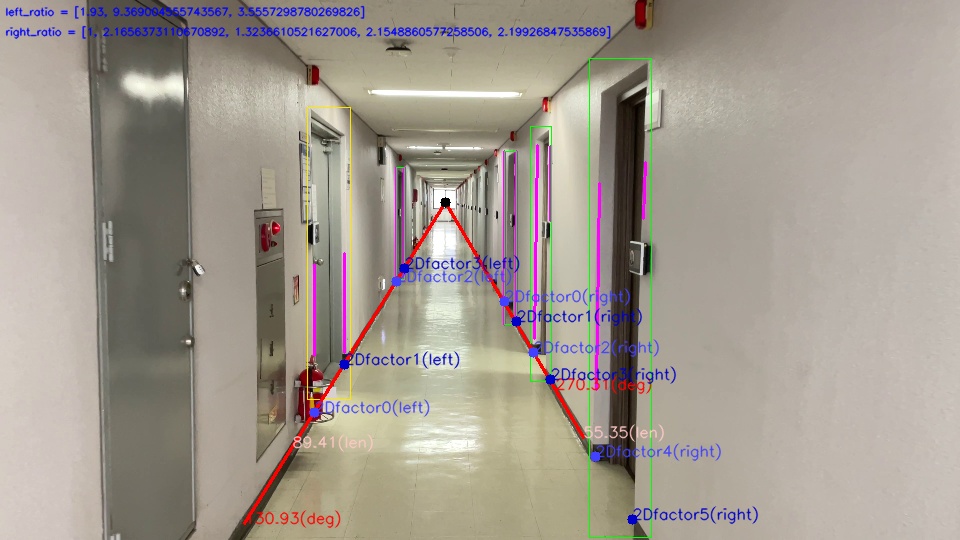 left_ratio = [1.93, 9.369004555743567, 3.5557298780269826]
right_ratio = [1, 2.1656373110670892, 1.3236610521627006, 2.1548860577258506, 2.19926847535869]
2Dfactor3(left)
2Dfactor2(left)
2Dfactor0(right)
2Dfactor1(right)
2Dfactor2(right)
2Dfactor1(left)
2Dfactor3(right)
270.31(deg)
2Dfactor0(left)
55.35(len)
89.41(len)
2Dfactor4(right)
130.93(deg)
2Dfactor5(right)